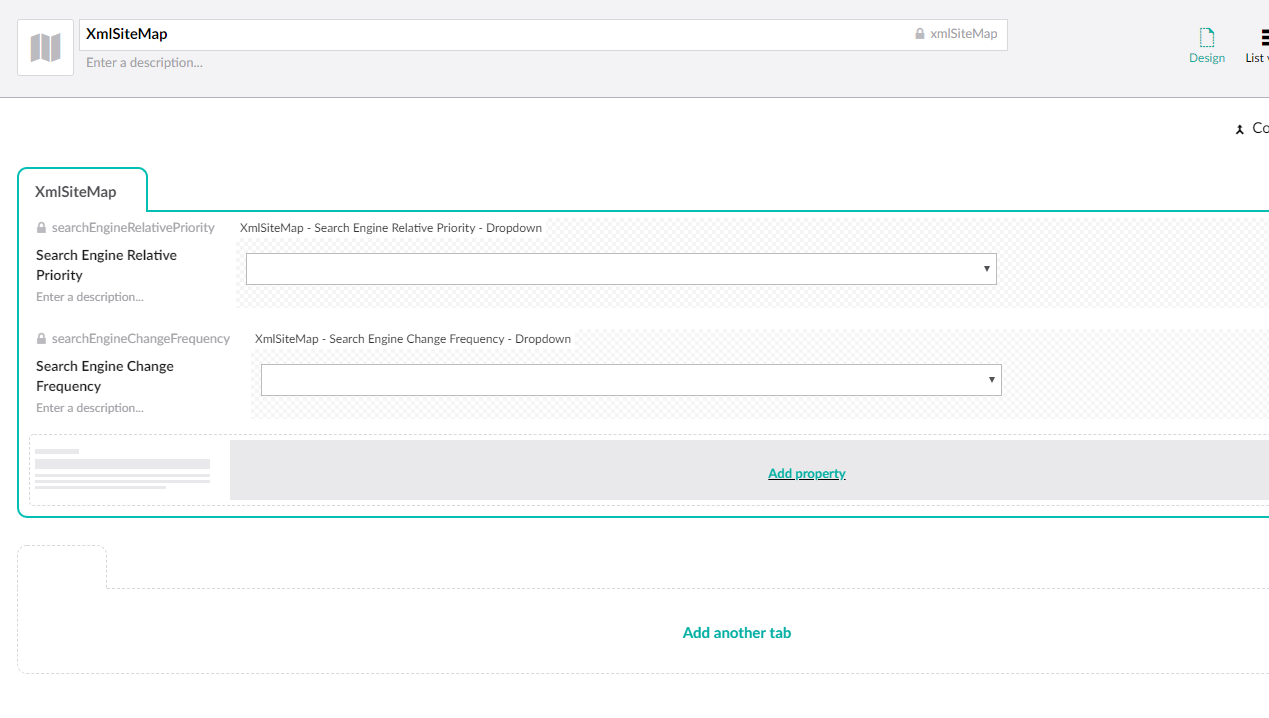 XmlSiteMap
xmlSiteMap
Enter a description...
Design
List
Co
XmlSiteMap
searchEngineRelativePriority
XmlSiteMap - Search Engine Relative Priority - Dropdown
Search Engine Relative
Priority
Enter a description...
searchEngineChangeFrequency
XmlSiteMap - Search Engine Change Frequency - Dropdown
Search Engine Change
Frequency
Enter a description...
Add property
Add another tab